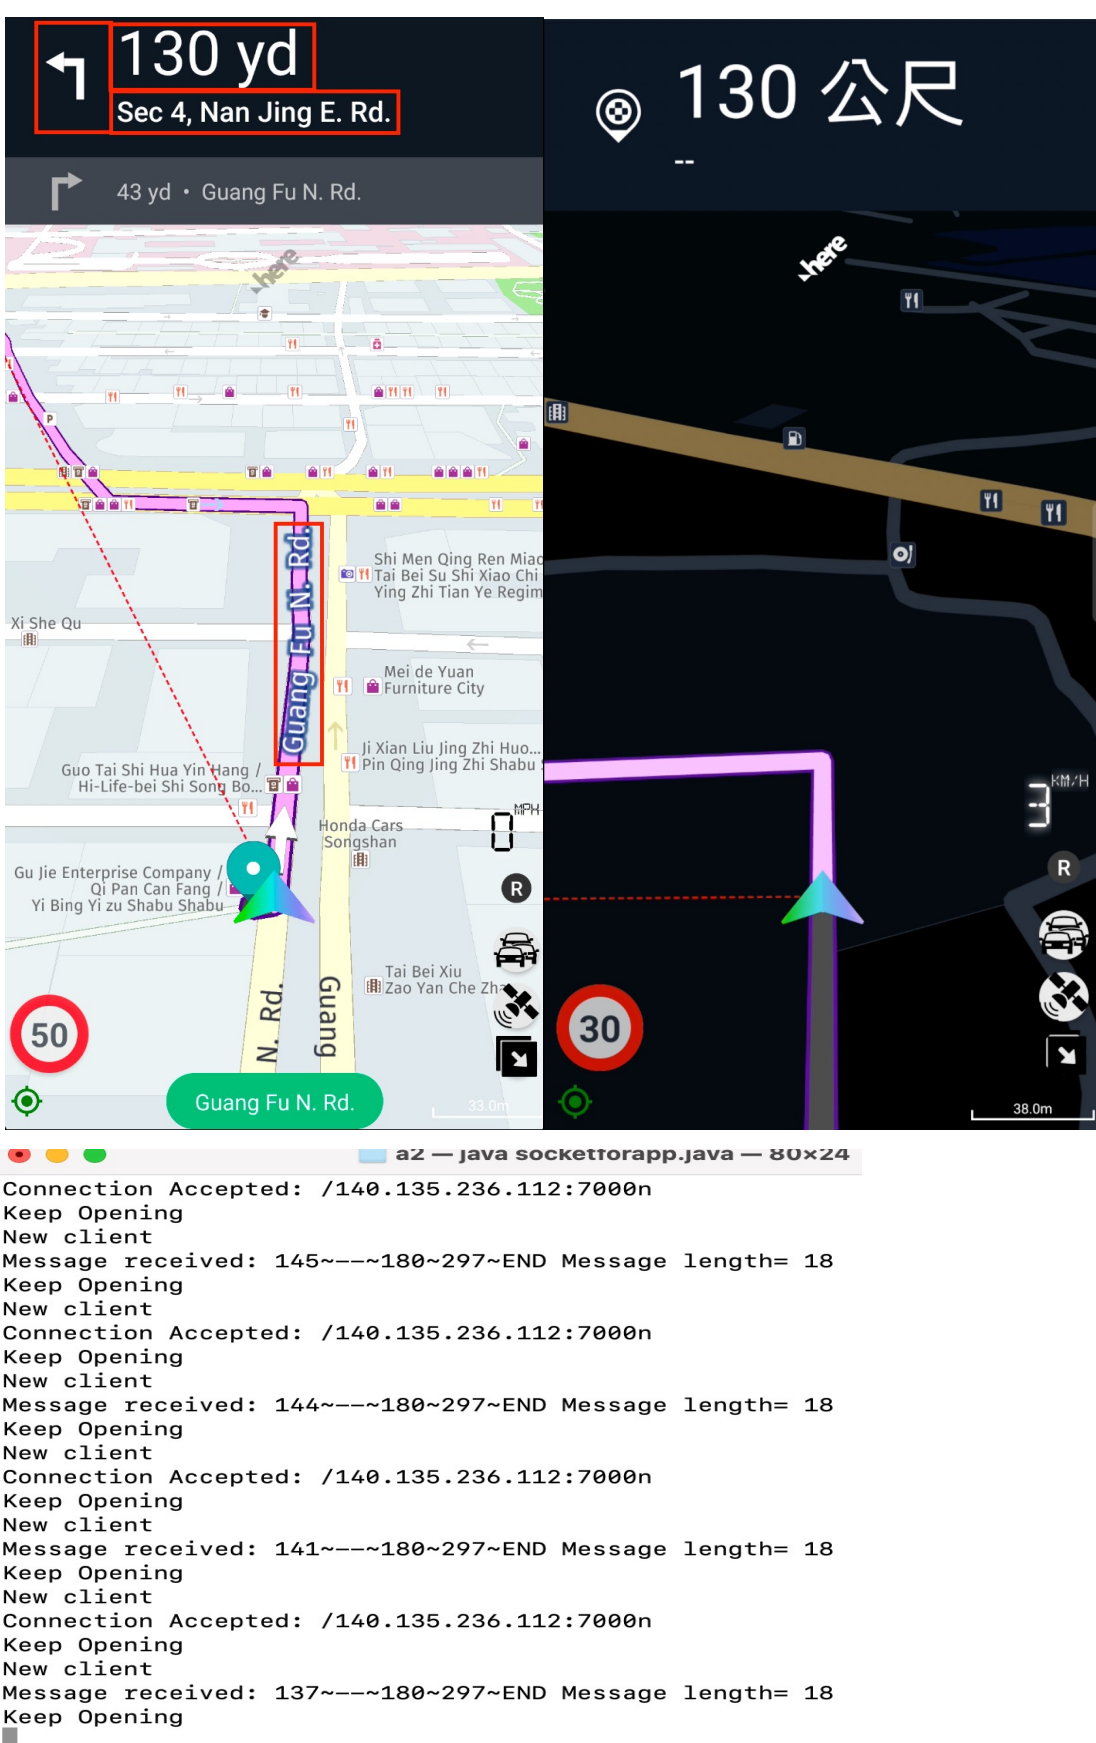 130 yd
Sec 4, Nan Jing E. Rd.
43 yd • Guang Fu N. Rd.
here
P
Guang Fu N. Rd.
Shi Men Qing Ren Miao
Tai Bei Su Shi Xiao Chi
Ying Zhi Tian Ye Regim
Xi She Qu
Mei de Yuan
Furniture City
Ji Xian Liu Jing Zhi Huo...
Pin Qing Jing Zhi Shabu
Guo Tai Shi Hua Yin Hang /
Hi-Life-bei Shi Song Bo...
MPH
0
Honda Cars
Songshan
Gu Jie Enterprise Company /
Qi Pan Can Fang /
Yi Bing Yi zu Shabu Shabu
R
Tai Bei Xiu
Zao Yan Che Zha
N. Rd.
Guang
50
Guang Fu N. Rd.
33.0m
130 公尺
--
here
KM/H
3
R
30
38.0m
a2 — java socketforapp.java — 80×24
Connection Accepted: /140.135.236.112:7000n
Keep Opening
New client
Message received: 145~——~180~297~END Message length= 18
Keep Opening
New client
Connection Accepted: /140.135.236.112:7000n
Keep Opening
New client
Message received: 144~——~180~297~END Message length= 18
Keep Opening
New client
Connection Accepted: /140.135.236.112:7000n
Keep Opening
New client
Message received: 141~——~180~297~END Message length= 18
Keep Opening
New client
Connection Accepted: /140.135.236.112:7000n
Keep Opening
New client
Message received: 137~——~180~297~END Message length= 18
Keep Opening